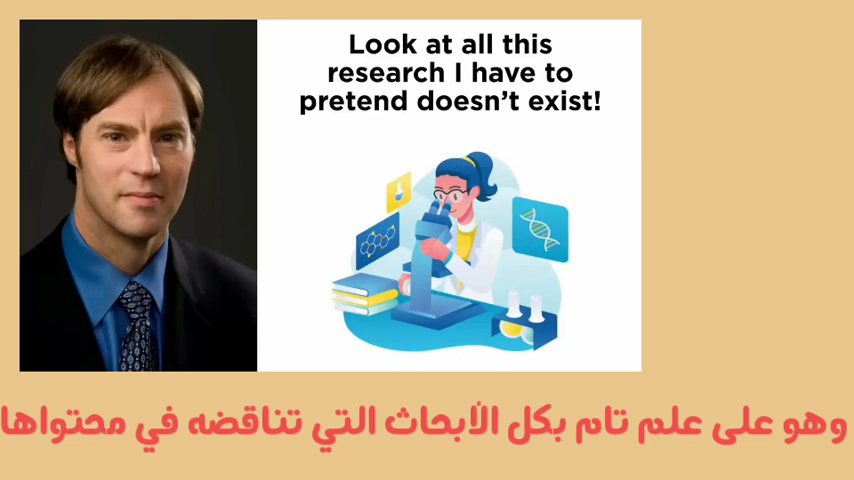 Look at all this
research I have to
pretend doesn't exist!
وهو على علم تام بكل الأبحاث التي تناقضه في محتواها